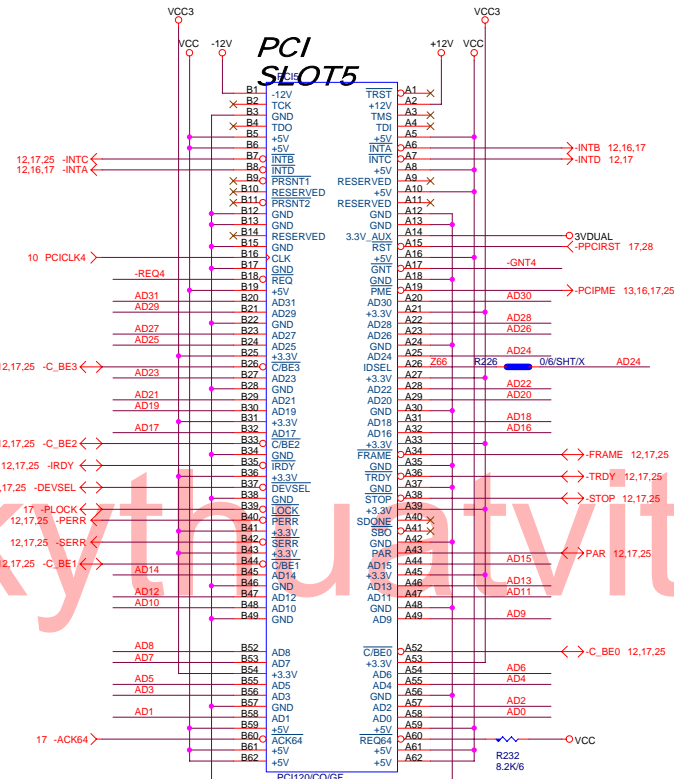 VCC3 VCC3
VCC -12V +12V VCC
PCI
SLOT5
PCI5
B1 -12V TRST A1
B2 TCK +12V A2
B3 GND TMS A3
B4 TDO TDI A4
B5 +5V +5V A5
B6 +5V INTA A6 -INTB 12,16,17
12,17,25 -INTC B7 INTB INTC A7 -INTD 12,17
12,16,17 -INTA B8 INTD +5V A8
B9 PRSNT1 RESERVED A9
B10 RESERVED +5V A10
B11 PRSNT2 RESERVED A11
B12 GND GND A12
B13 GND GND A13
B14 RESERVED 3.3V_AUX A14 3VDUAL
B15 GND RST A15 -PPCIRST 17,28
10 PCICLK4 B16 CLK +5V A16
B17 GND GNT A17 -GNT4
-REQ4 B18 REQ GND A18
B19 +5V PME A19 -PCIPME 13,16,17,25
AD31 B20 AD31 AD30 A20 AD30
AD29 B21 AD29 +3.3V A21
B22 GND AD28 A22 AD28
AD27 B23 AD27 AD26 A23 AD26
AD25 B24 AD25 GND A24
B25 +3.3V AD24 A25 AD24
12,17,25 -C_BE3 B26 C/BE3 IDSEL A26 Z66 R226 0/6/SHT/X AD24
AD23 B27 AD23 +3.3V A27
B28 GND AD22 A28 AD22
AD21 B29 AD21 AD20 A29 AD20
AD19 B30 AD19 GND A30
B31 +3.3V AD18 A31 AD18
AD17 B32 AD17 AD16 A32 AD16
12,17,25 -C_BE2 B33 C/BE2 +3.3V A33
B34 GND FRAME A34 -FRAME 12,17,25
12,17,25 -IRDY B35 IRDY GND A35
B36 +3.3V TRDY A36 -TRDY 12,17,25
17,25 -DEVSEL B37 DEVSEL GND A37
B38 GND STOP A38 -STOP 12,17,25
17 -PLOCK B39 LOCK +3.3V A39
12,17,25 -PERR B40 PERR SDONE A40
B41 +3.3V SBO A41
12,17,25 -SERR B42 SERR GND A42
B43 +3.3V PAR A43 PAR 12,17,25
12,17,25 -C_BE1 B44 C/BE1 AD15 A44 AD15
AD14 B45 AD14 +3.3V A45
B46 GND AD13 A46 AD13
AD12 B47 AD12 AD11 A47 AD11
AD10 B48 AD10 GND A48
B49 GND AD9 A49 AD9
AD8 B52 AD8 C/BE0 A52 -C_BE0 12,17,25
AD7 B53 AD7 +3.3V A53
B54 +3.3V AD6 A54 AD6
AD5 B55 AD5 AD4 A55 AD4
AD3 B56 AD3 GND A56
B57 GND AD2 A57 AD2
AD1 B58 AD1 AD0 A58 AD0
B59 +5V +5V A59
17 -ACK64 B60 ACK64 REQ64 A60 VCC
B61 +5V +5V A61
B62 +5V +5V A62
R232
8.2K/6
PCI120/CO/GF
kythuatvit